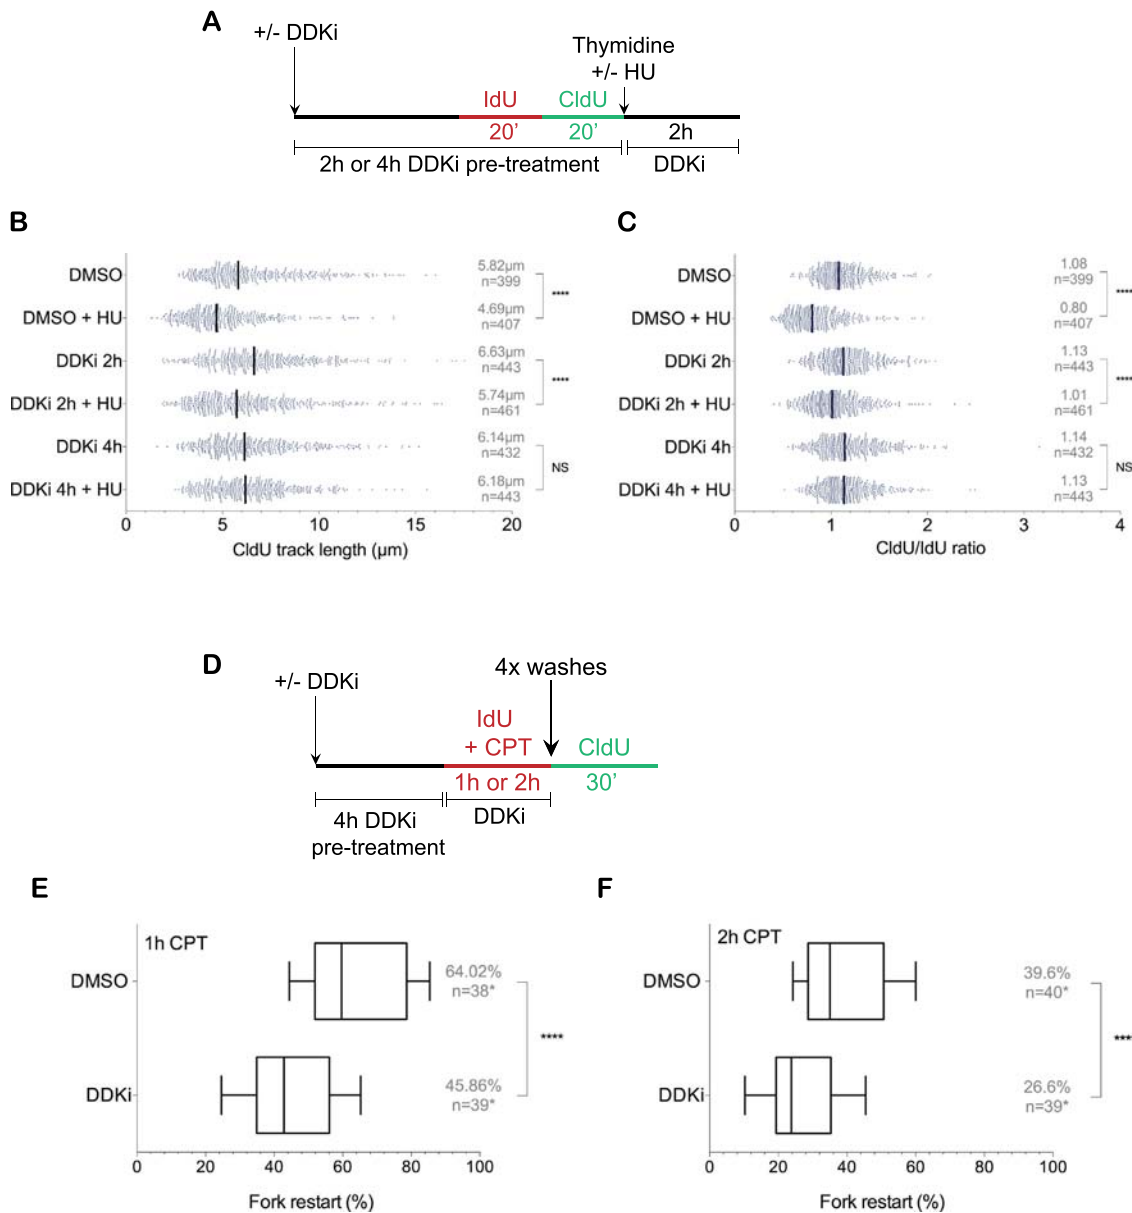 A
+/- DDKi
Thymidine
+/- HU
IdU
CldU
20'
20'
2h
2h or 4h DDKi pre-treatment
DDKi
B
DMSO
5.82µm
n=399
DMSO + HU
4.69µm
n=407
****
DDKi 2h
6.63µm
n=443
DDKi 2h + HU
5.74µm
n=461
****
DDKi 4h
6.14µm
n=432
DDKi 4h + HU
6.18µm
n=443
NS
0
5
10
15
20
CldU track length (µm)
C
DMSO
1.08
n=399
DMSO + HU
0.80
n=407
****
DDKi 2h
1.13
n=443
DDKi 2h + HU
1.01
n=461
****
DDKi 4h
1.14
n=432
DDKi 4h + HU
1.13
n=443
NS
0
1
2
3
4
CldU/IdU ratio
D
+/- DDKi
4x washes
IdU
+ CPT
CldU
1h or 2h
30'
4h DDKi
pre-treatment
DDKi
E
1h CPT
DMSO
64.02%
n=38*
****
DDKi
45.86%
n=39*
0
20
40
60
80
100
Fork restart (%)
F
2h CPT
DMSO
39.6%
n=40*
****
DDKi
26.6%
n=39*
0
20
40
60
80
100
Fork restart (%)